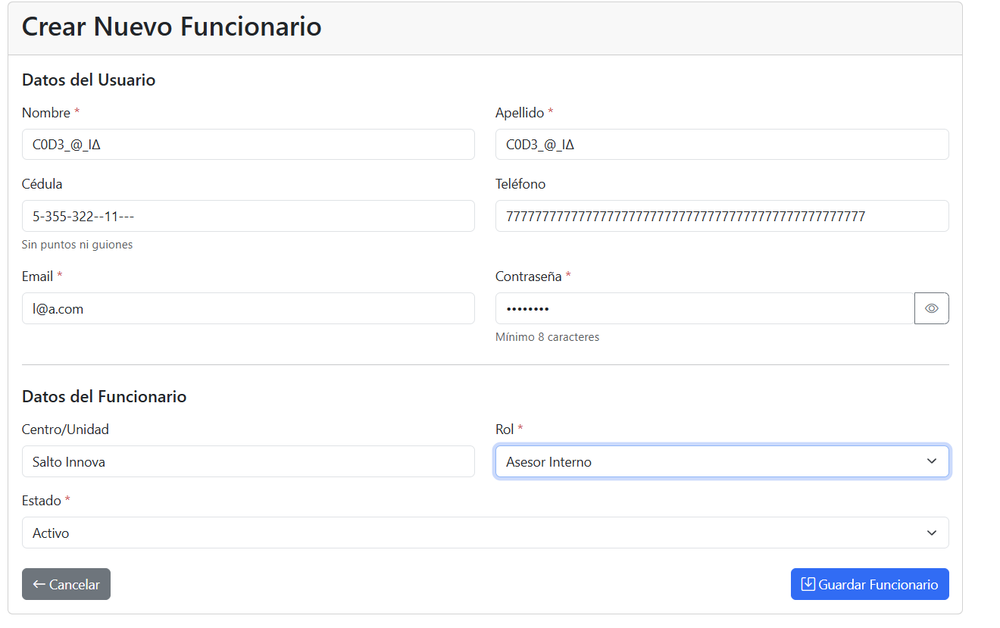 Crear Nuevo Funcionario
Datos del Usuario
Nombre *
Apellido *
C0D3_@_IΔ
C0D3_@_IΔ
Cédula
Teléfono
5-355-322--11---
77777777777777777777777777777777777777777777777777
Sin puntos ni guiones
Email *
Contraseña *
l@a.com
••••••••
Mínimo 8 caracteres
Datos del Funcionario
Centro/Unidad
Rol *
Salto Innova
Asesor Interno
Estado *
Activo
← Cancelar
Guardar Funcionario